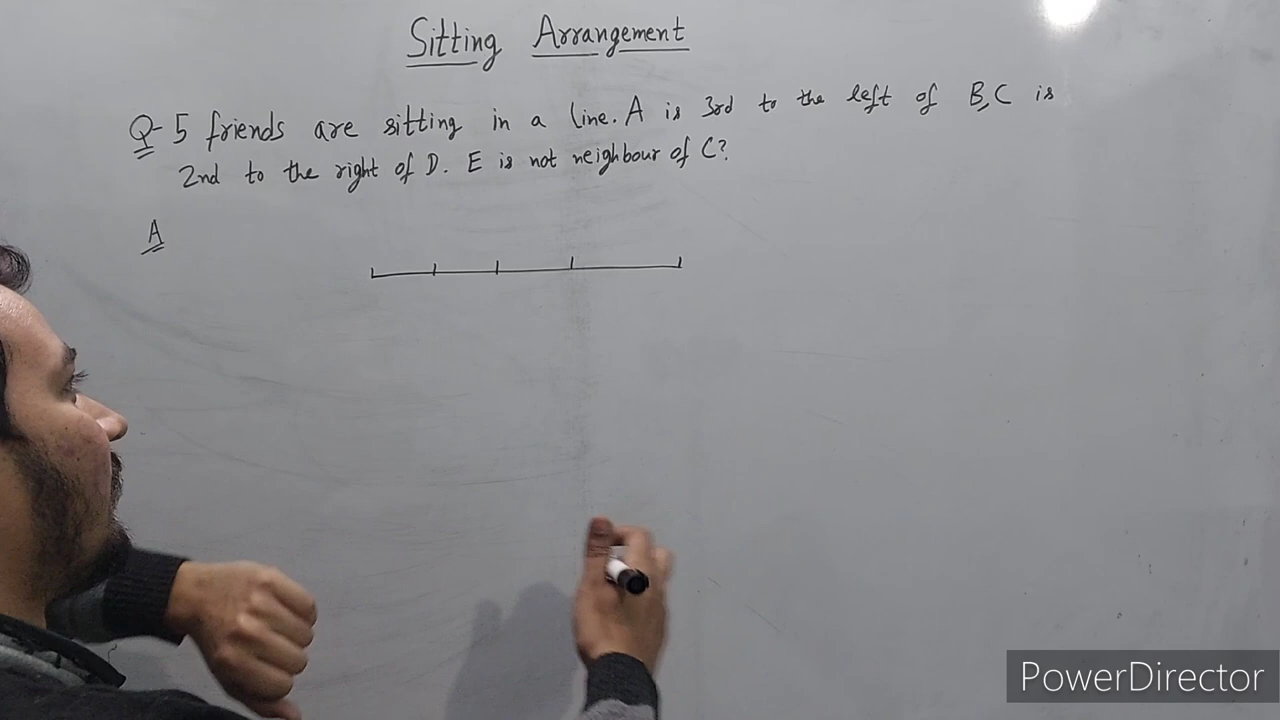 Sitting Arrangement
Q- 5 friends are sitting in a line. A is 3rd to the left of B, C is
2nd to the right of D. E is not neighbour of C?
A
PowerDirector